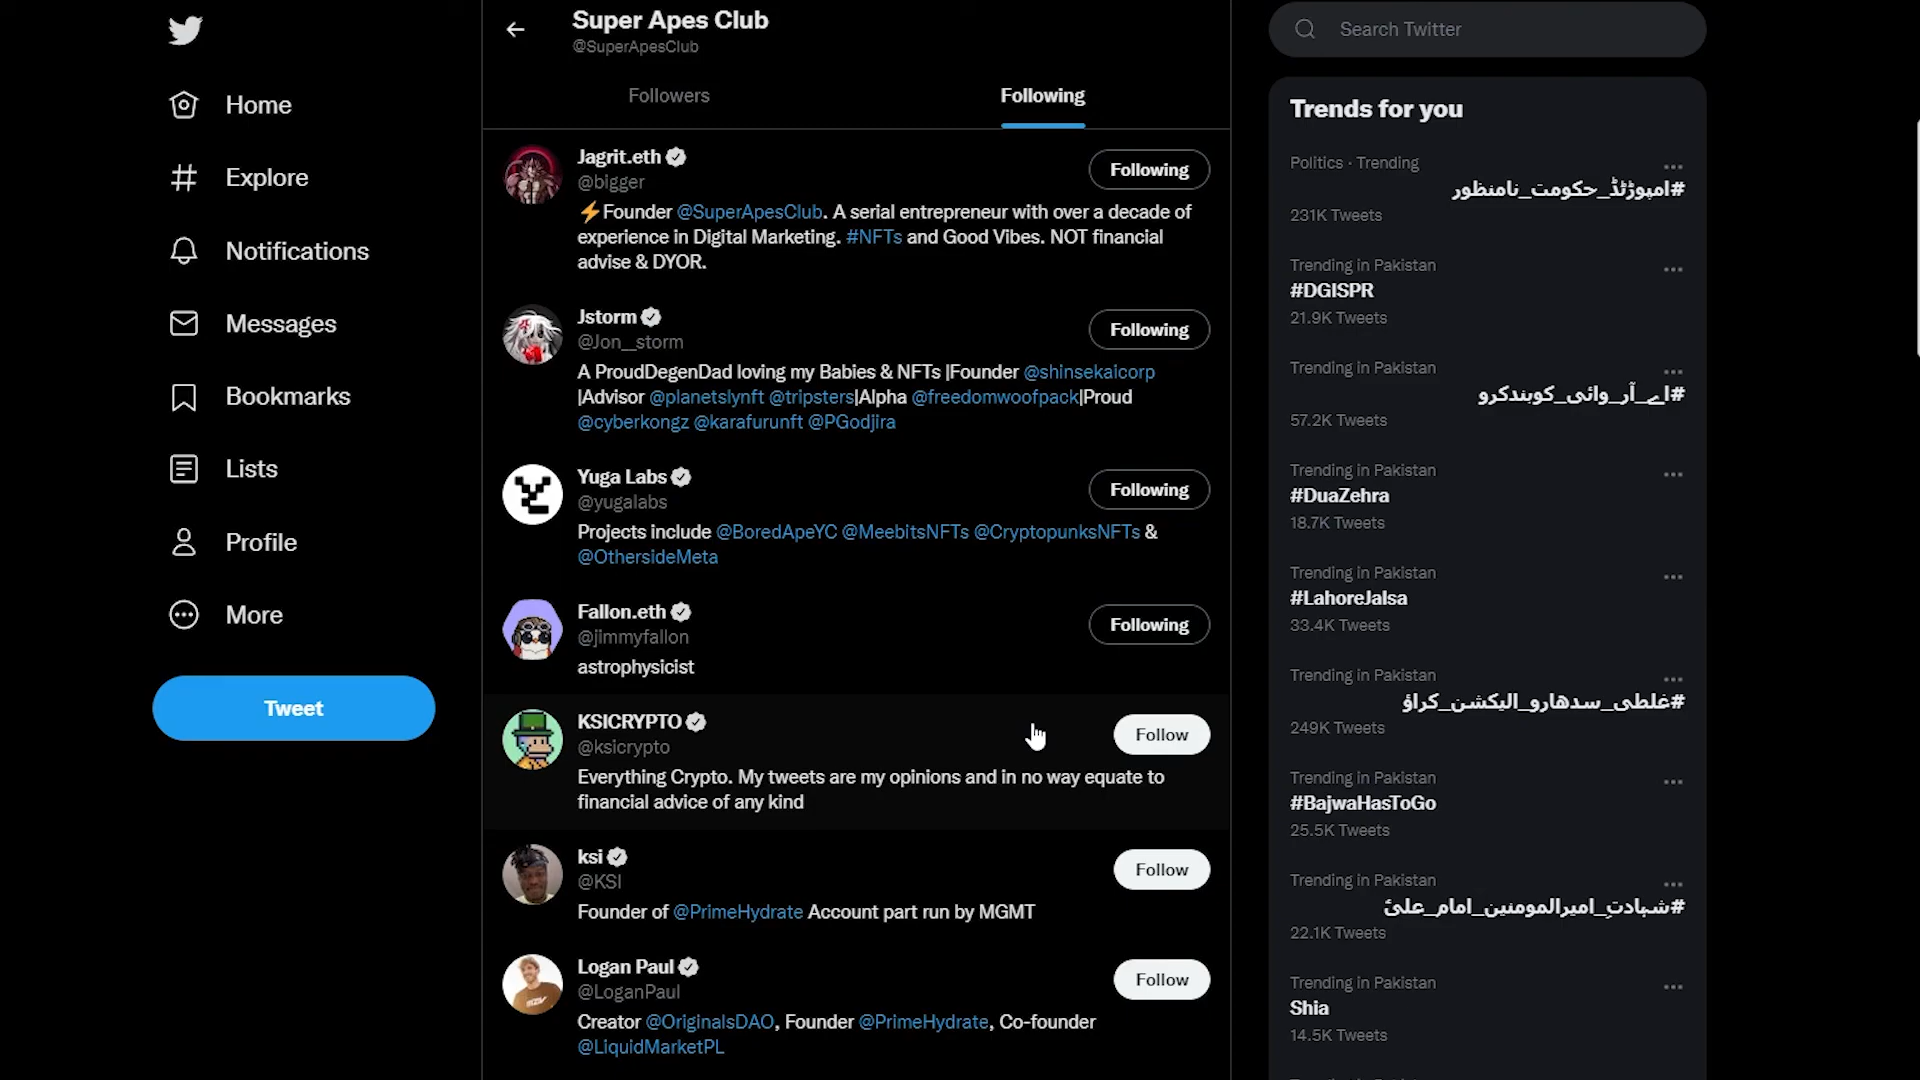 Home
Explore
Notifications
Messages
Bookmarks
Lists
Profile
More
Tweet
Super Apes Club
@SuperApesClub
Followers
Following
Jagrit.eth
@bigger
Following
⚡Founder @SuperApesClub. A serial entrepreneur with over a decade of
experience in Digital Marketing. #NFTs and Good Vibes. NOT financial
advise & DYOR.
Jstorm
@Jon__storm
Following
A ProudDegenDad loving my Babies & NFTs |Founder @shinsekaicorp
|Advisor @planetslynft @tripsters|Alpha @freedomwoofpack|Proud
@cyberkongz @karafurunft @PGodjira
Yuga Labs
@yugalabs
Following
Projects include @BoredApeYC @MeebitsNFTs @CryptopunksNFTs &
@OthersideMeta
Fallon.eth
@jimmyfallon
Following
astrophysicist
KSICRYPTO
@ksicrypto
Follow
Everything Crypto. My tweets are my opinions and in no way equate to
financial advice of any kind
ksi
@KSI
Follow
Founder of @PrimeHydrate Account part run by MGMT
Logan Paul
@LoganPaul
Follow
Creator @OriginalsDAO, Founder @PrimeHydrate, Co-founder
@LiquidMarketPL
Search Twitter
Trends for you
Politics · Trending
#امپوڑٹڈ_حکومت_نامنظور
231K Tweets
Trending in Pakistan
#DGISPR
21.9K Tweets
Trending in Pakistan
#اے_آر_وائی_کوبندکرو
57.2K Tweets
Trending in Pakistan
#DuaZehra
18.7K Tweets
Trending in Pakistan
#LahoreJalsa
33.4K Tweets
Trending in Pakistan
#غلطی_سدھارو_الیکشن_کراؤ
249K Tweets
Trending in Pakistan
#BajwaHasToGo
25.5K Tweets
Trending in Pakistan
#شہادتِ_امیرالمومنین_امام_علیؑ
22.1K Tweets
Trending in Pakistan
Shia
14.5K Tweets